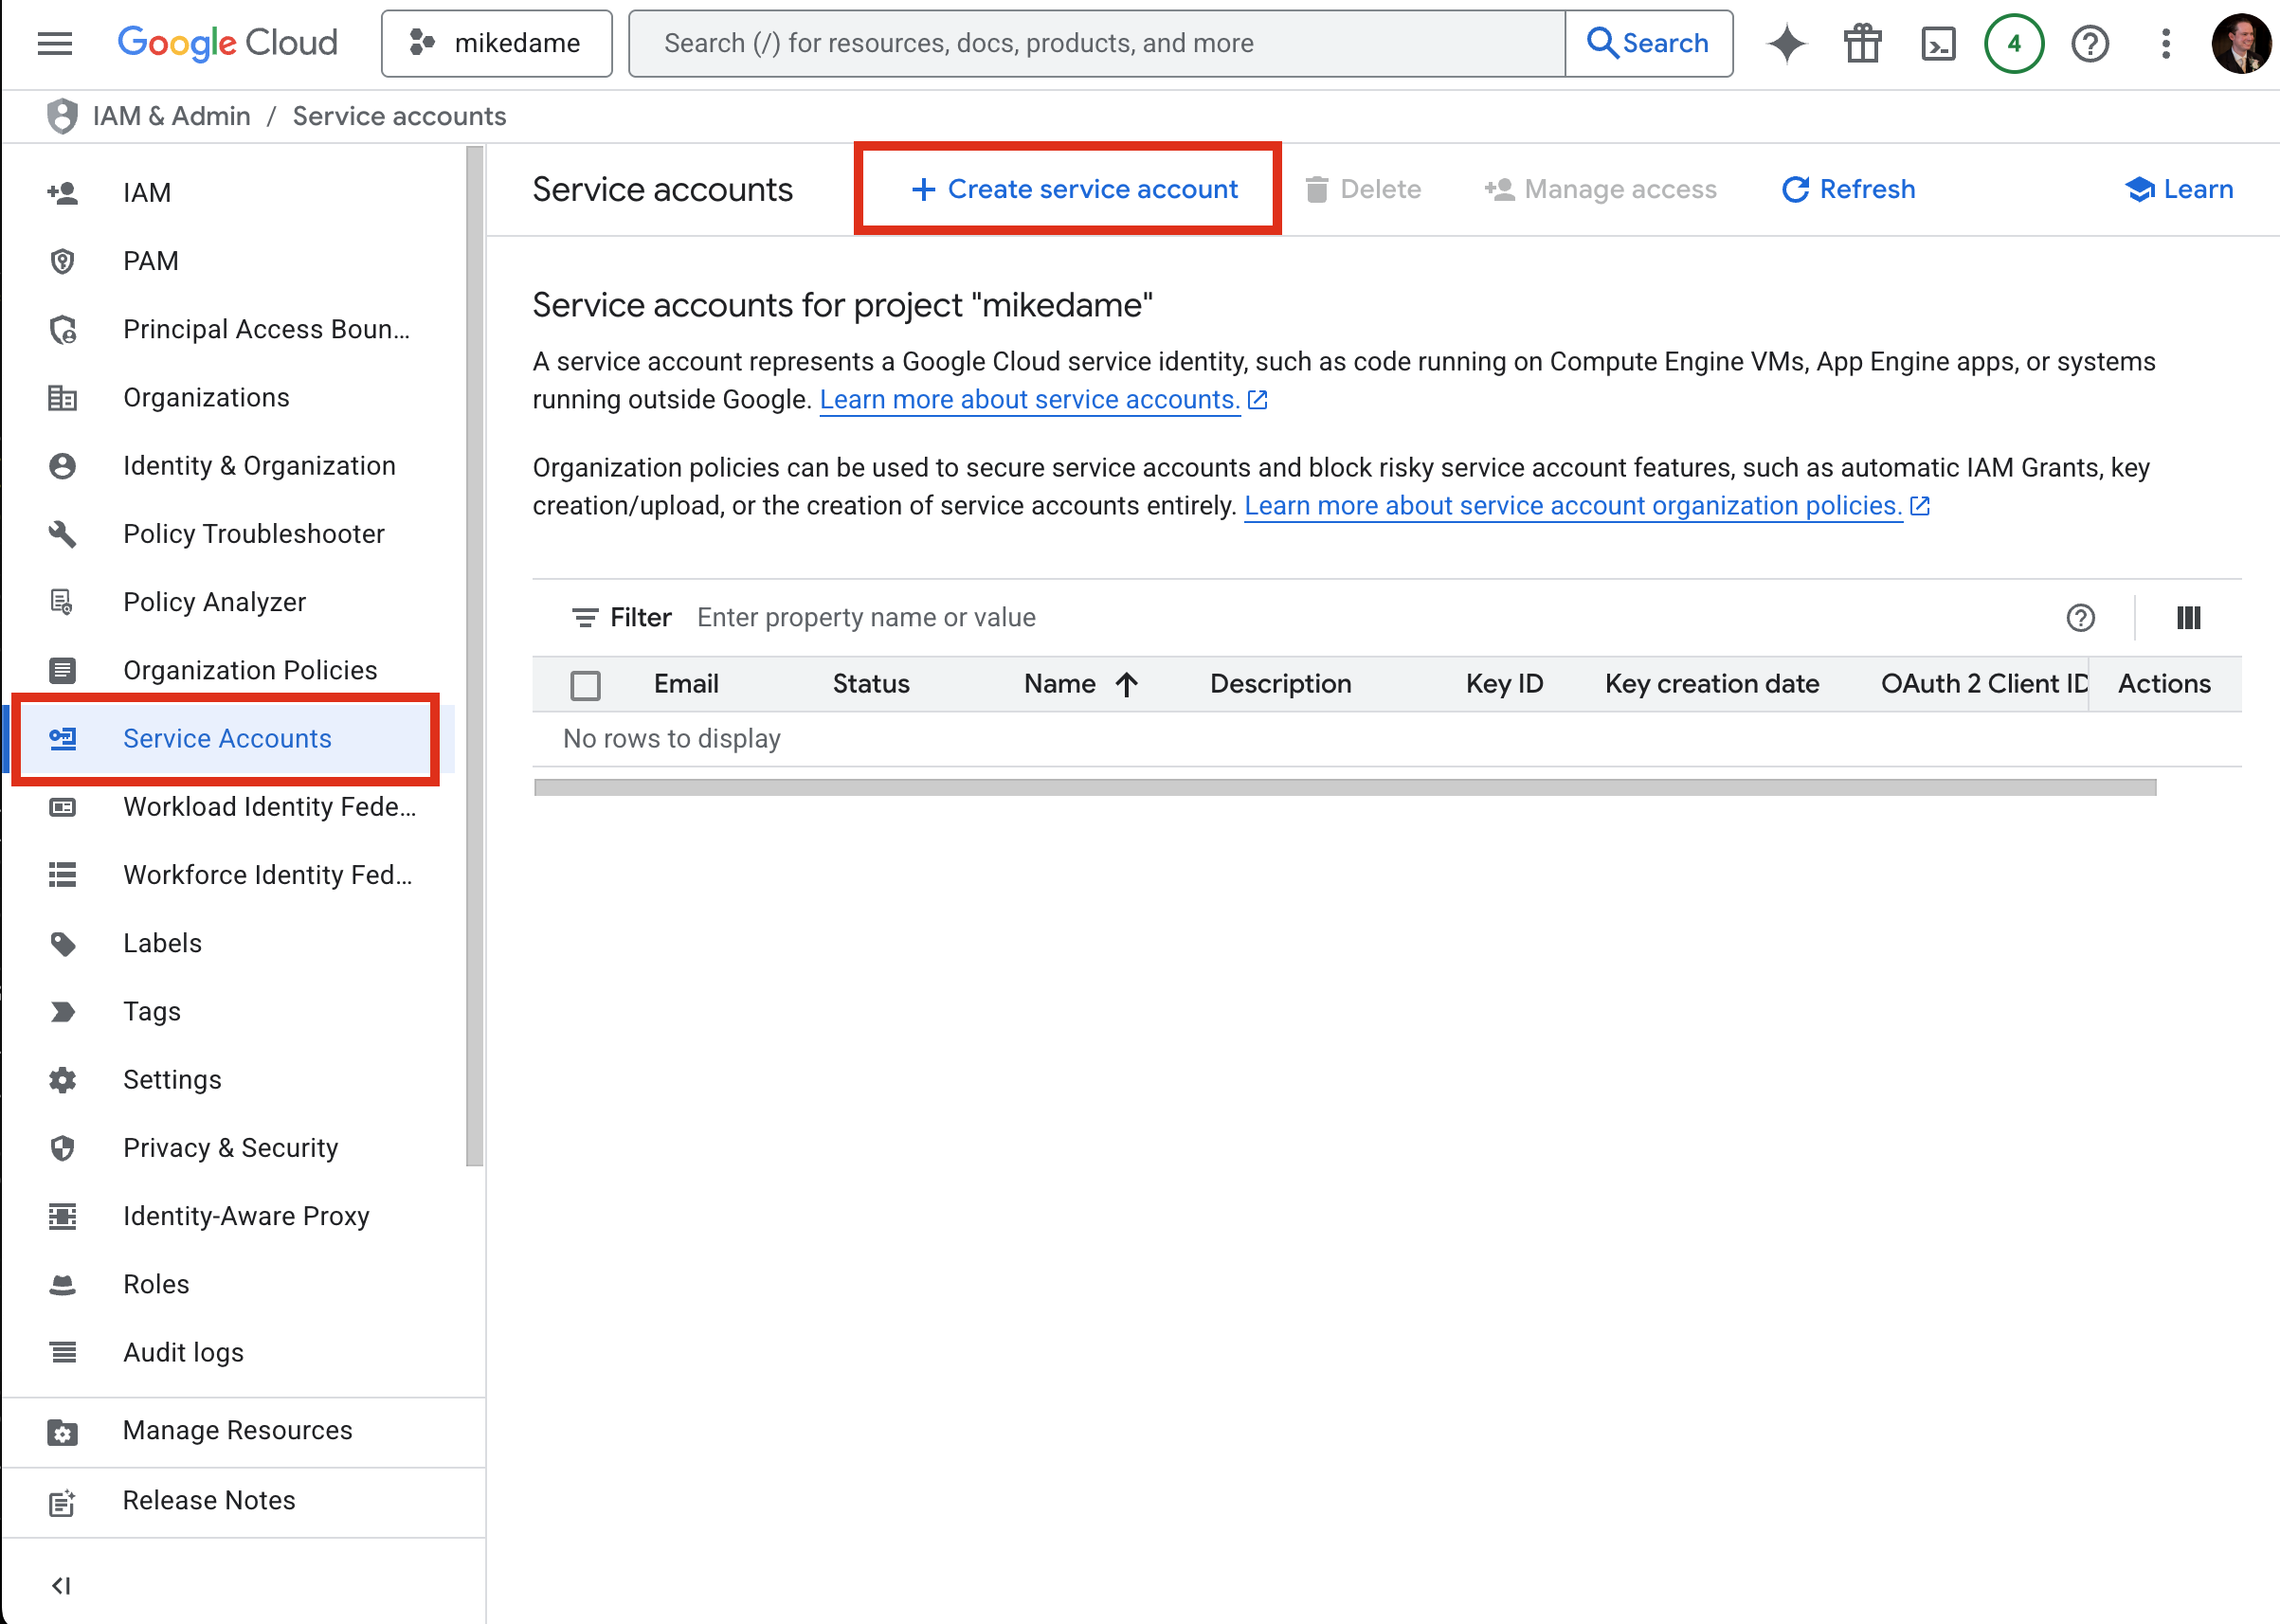 Google Cloud
mikedame
Search (/) for resources, docs, products, and more
Search
4
IAM & Admin / Service accounts
IAM
PAM
Principal Access Boun...
Organizations
Identity & Organization
Policy Troubleshooter
Policy Analyzer
Organization Policies
Service Accounts
Workload Identity Fede...
Workforce Identity Fed...
Labels
Tags
Settings
Privacy & Security
Identity-Aware Proxy
Roles
Audit logs
Manage Resources
Release Notes
Service accounts
Create service account
Delete
Manage access
Refresh
Learn
Service accounts for project "mikedame"
A service account represents a Google Cloud service identity, such as code running on Compute Engine VMs, App Engine apps, or systems
running outside Google. Learn more about service accounts.
Organization policies can be used to secure service accounts and block risky service account features, such as automatic IAM Grants, key
creation/upload, or the creation of service accounts entirely. Learn more about service account organization policies.
Filter Enter property name or value
Email Status Name Description Key ID Key creation date OAuth 2 Client ID Actions
No rows to display